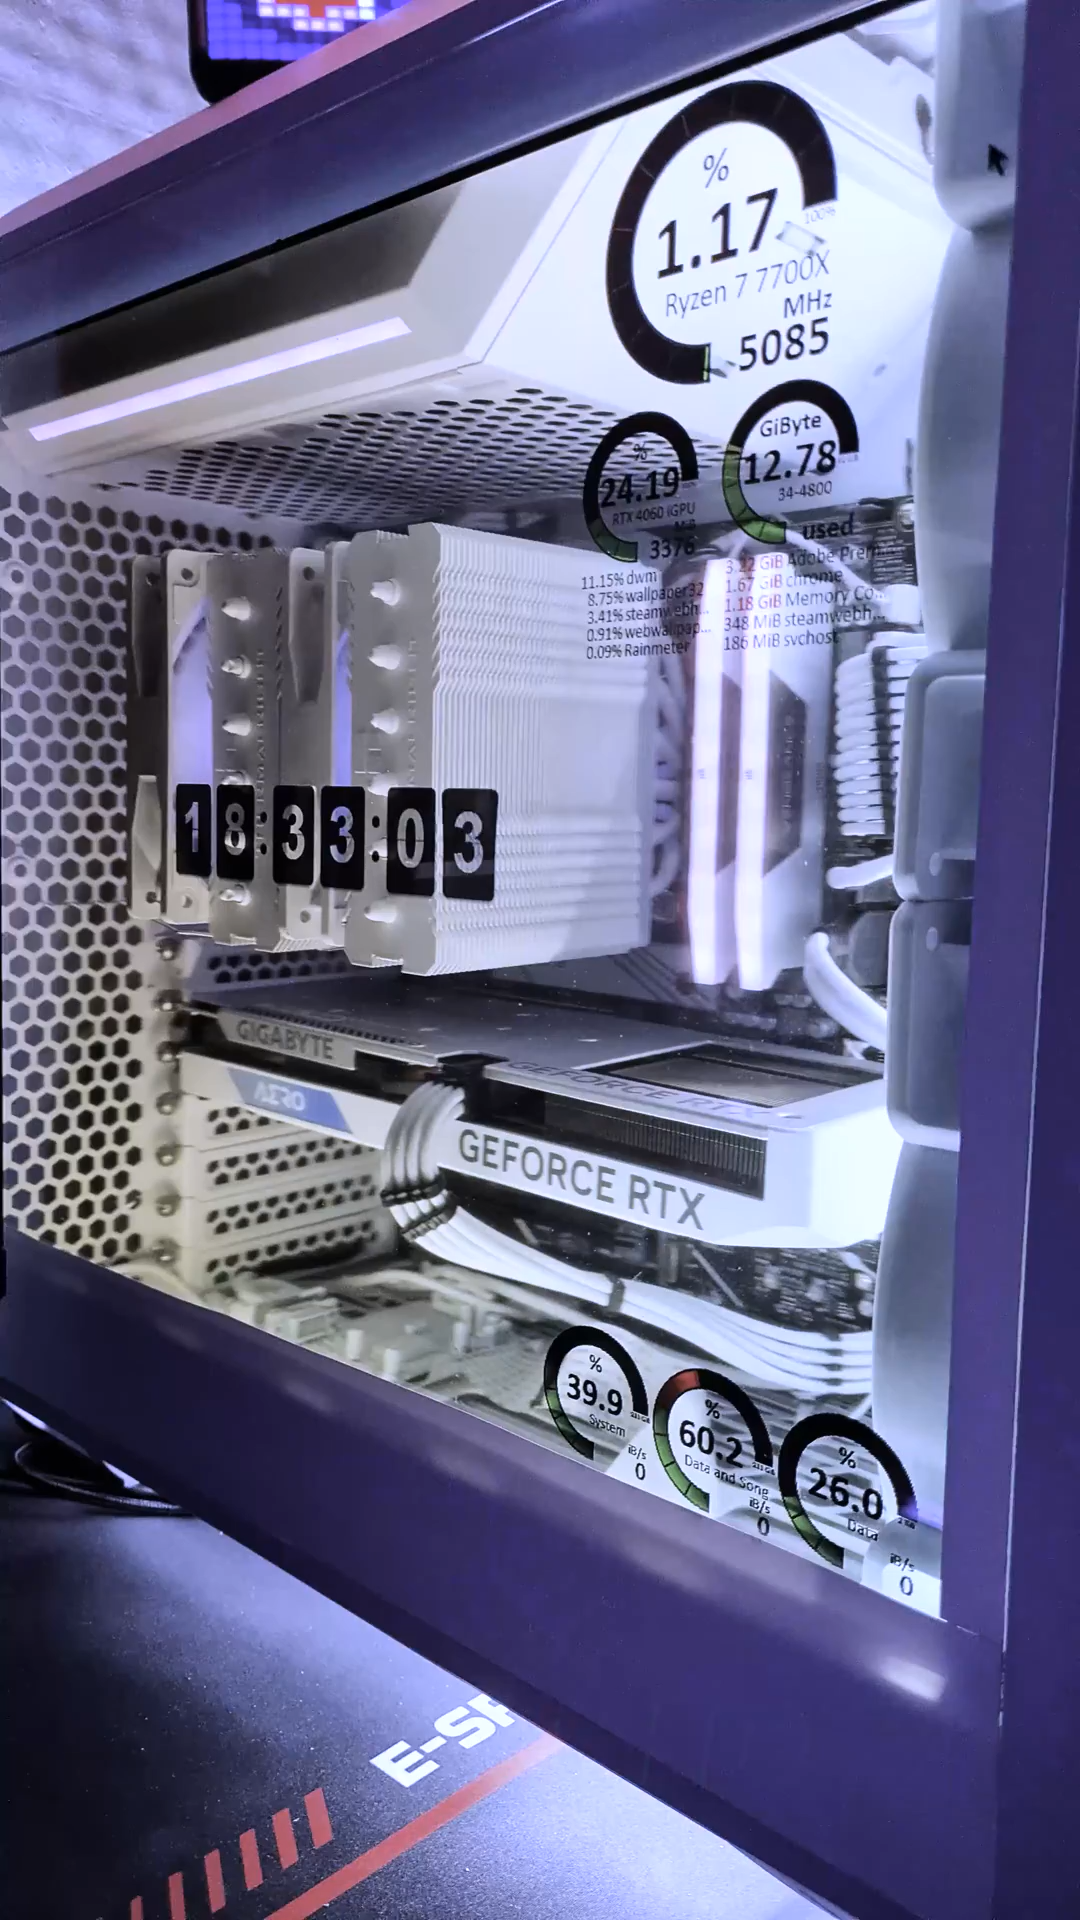 %
1.17
100%
Ryzen 7 7700X
MHz
5085
%
24.19
RTX 4060 iGPU
MiB
3376
GiByte
12.78
34-4800
used
11.15% dwm
8.75% wallpaper32
3.41% steamwebh...
0.91% webwallpap...
0.09% Rainmeter
3.22 GiB Adobe Prem...
1.67 GiB chrome
1.18 GiB Memory Co...
348 MiB steamwebh...
186 MiB svchost
18:33:03
GIGABYTE
AERO
GEFORCE RTX
GEFORCE RTX
%
39.9
System
iB/s
0
%
60.2
Data and Song
iB/s
0
%
26.0
Data
iB/s
0
E-SP